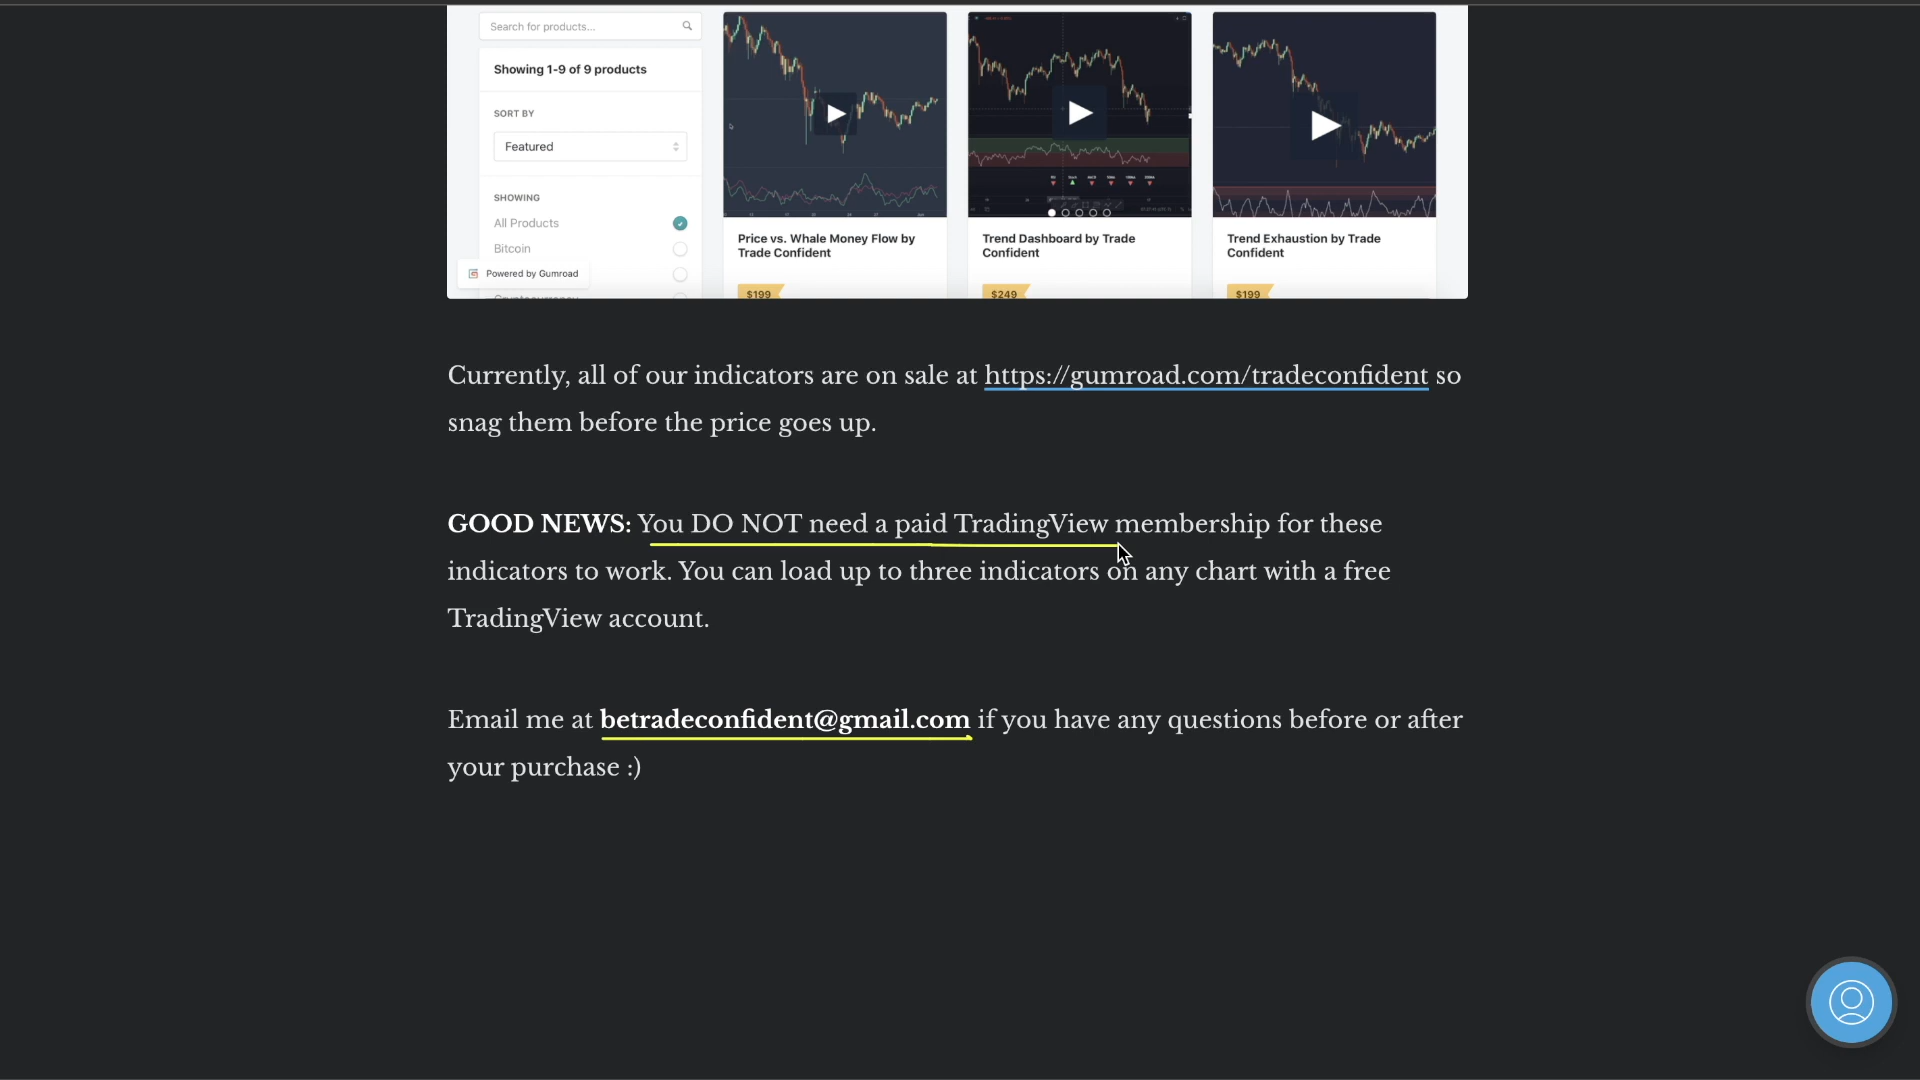 Search for products...
Showing 1-9 of 9 products
SORT BY
Featured
SHOWING
All Products
Bitcoin
Powered by Gumroad
Cryptocurrency
Price vs. Whale Money Flow by
Trade Confident
$199
Trend Dashboard by Trade
Confident
$249
Trend Exhaustion by Trade
Confident
$199
Currently, all of our indicators are on sale at https://gumroad.com/tradeconfident so
snag them before the price goes up.
GOOD NEWS: You DO NOT need a paid TradingView membership for these
indicators to work. You can load up to three indicators on any chart with a free
TradingView account.
Email me at betradeconfident@gmail.com if you have any questions before or after
your purchase :)